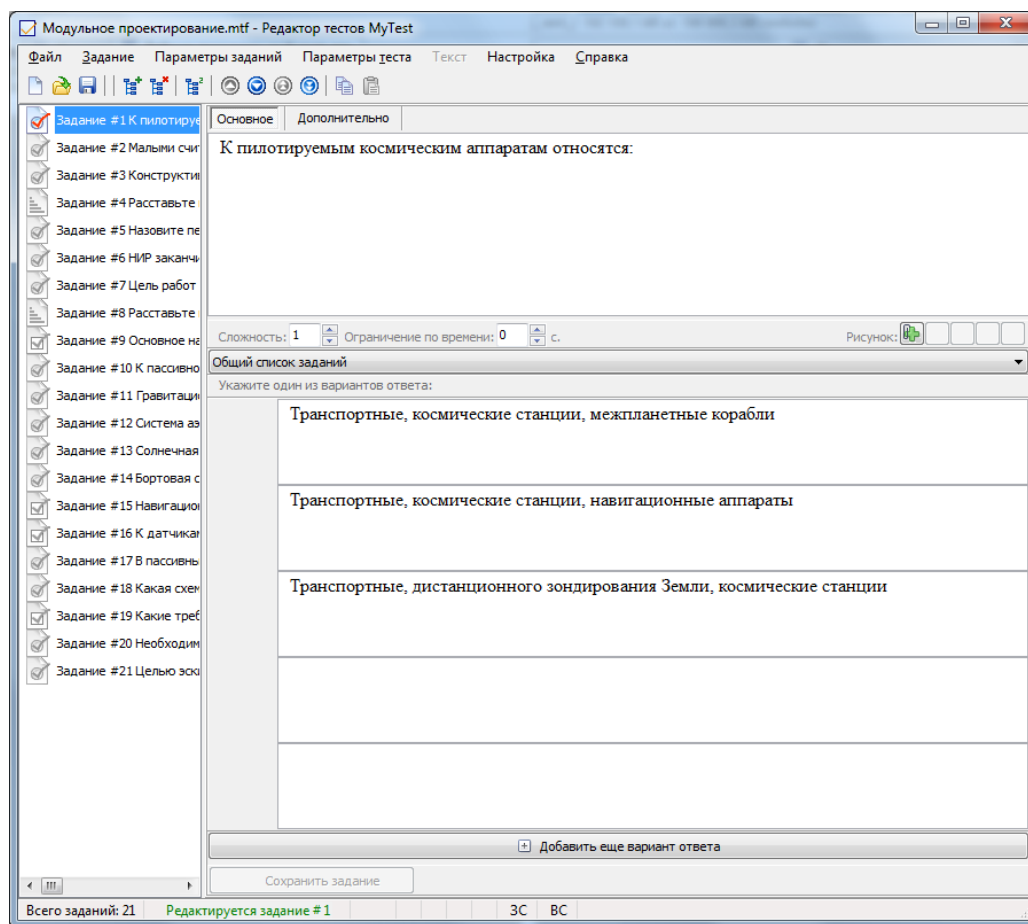 Модульное проектирование.mtf - Редактор тестов MyTest
Файл Задание Параметры заданий Параметры теста Текст Настройка Справка
Задание #1 К пилотируе
Задание #2 Малыми счит
Задание #3 Конструктив
Задание #4 Расставьте
Задание #5 Назовите пе
Задание #6 НИР заканчи
Задание #7 Цель работ
Задание #8 Расставьте
Задание #9 Основное на
Задание #10 К пассивно
Задание #11 Гравитаци
Задание #12 Система аэ
Задание #13 Солнечная
Задание #14 Бортовая с
Задание #15 Навигацио
Задание #16 К датчикам
Задание #17 В пассивны
Задание #18 Какая схем
Задание #19 Какие треб
Задание #20 Необходим
Задание #21 Целью эски
Основное Дополнительно
К пилотируемым космическим аппаратам относятся:
Сложность: 1 Ограничение по времени: 0 с. Рисунок:
Общий список заданий
Укажите один из вариантов ответа:
Транспортные, космические станции, межпланетные корабли
Транспортные, космические станции, навигационные аппараты
Транспортные, дистанционного зондирования Земли, космические станции
Добавить еще вариант ответа
Сохранить задание
Всего заданий: 21 Редактируется задание #1 ЗС ВС